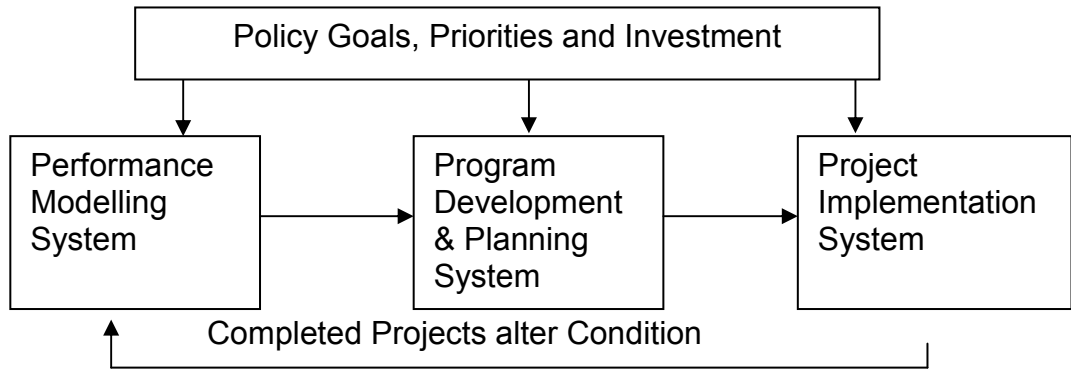 Policy Goals, Priorities and Investment
Performance
Modelling
System
Program
Development
& Planning
System
Project
Implementation
System
Completed Projects alter Condition